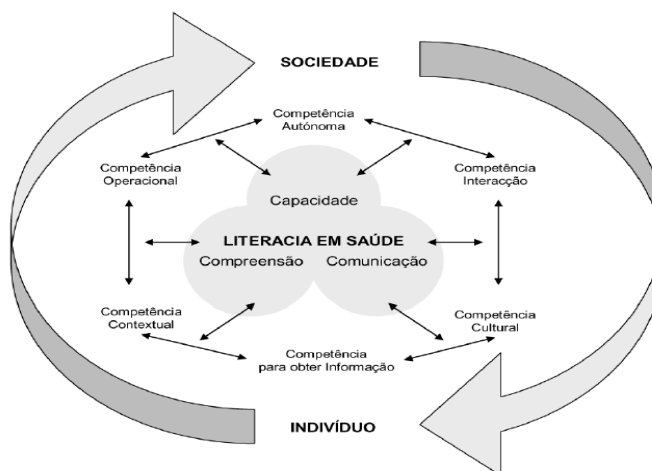 SOCIEDADE
Competência
Autónoma
Competência
Operacional
Competência
Interacção
Capacidade
LITERACIA EM SAÚDE
Compreensão
Comunicação
Competência
Contextual
Competência
Cultural
Competência
para obter Informação
INDIVÍDUO